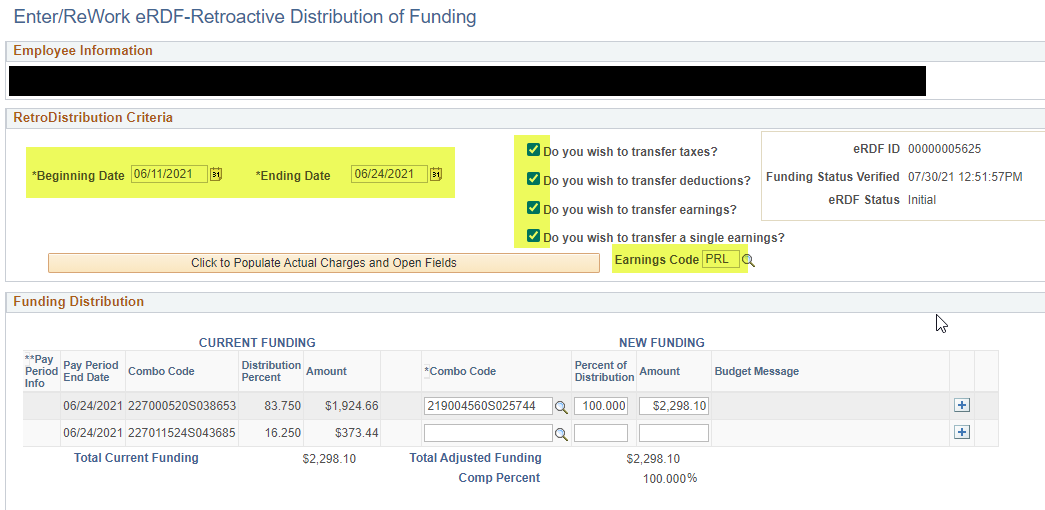 Enter/ReWork eRDF-Retroactive Distribution of Funding
Employee Information
RetroDistribution Criteria
*Beginning Date 06/11/2021 31 *Ending Date 06/24/2021 31
Do you wish to transfer taxes?
Do you wish to transfer deductions?
Do you wish to transfer earnings?
Do you wish to transfer a single earnings?
Earnings Code PRL
eRDF ID 00000005625
Funding Status Verified 07/30/21 12:51:57PM
eRDF Status Initial
Click to Populate Actual Charges and Open Fields
Funding Distribution
CURRENT FUNDING NEW FUNDING
**Pay Period Info Pay Period End Date Combo Code Distribution Percent Amount *Combo Code Percent of Distribution Amount Budget Message
06/24/2021 227000520S038653 83.750 $1,924.66 219004560S025744 100.000 $2,298.10
06/24/2021 227011524S043685 16.250 $373.44
Total Current Funding $2,298.10 Total Adjusted Funding $2,298.10
Comp Percent 100.000%